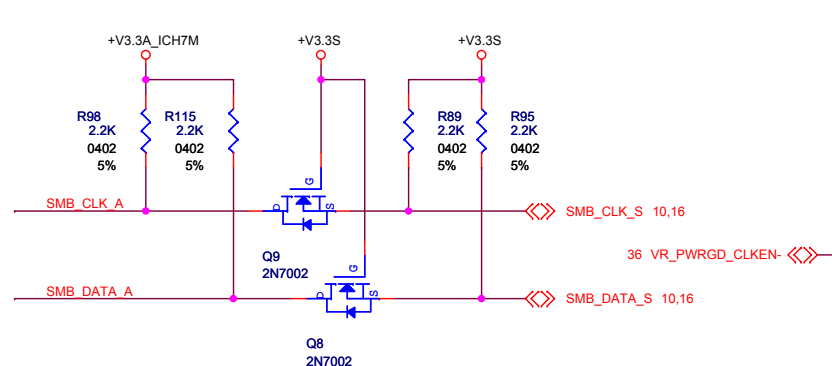 +V3.3A_ICH7M
+V3.3S
+V3.3S
R98
2.2K
0402
5%
R115
2.2K
0402
5%
R89
2.2K
0402
5%
R95
2.2K
0402
5%
G
SMB_CLK_A
D
S
SMB_CLK_S 10,16
Q9
2N7002
36 VR_PWRGD_CLKEN-
G
SMB_DATA_A
D
S
SMB_DATA_S 10,16
Q8
2N7002